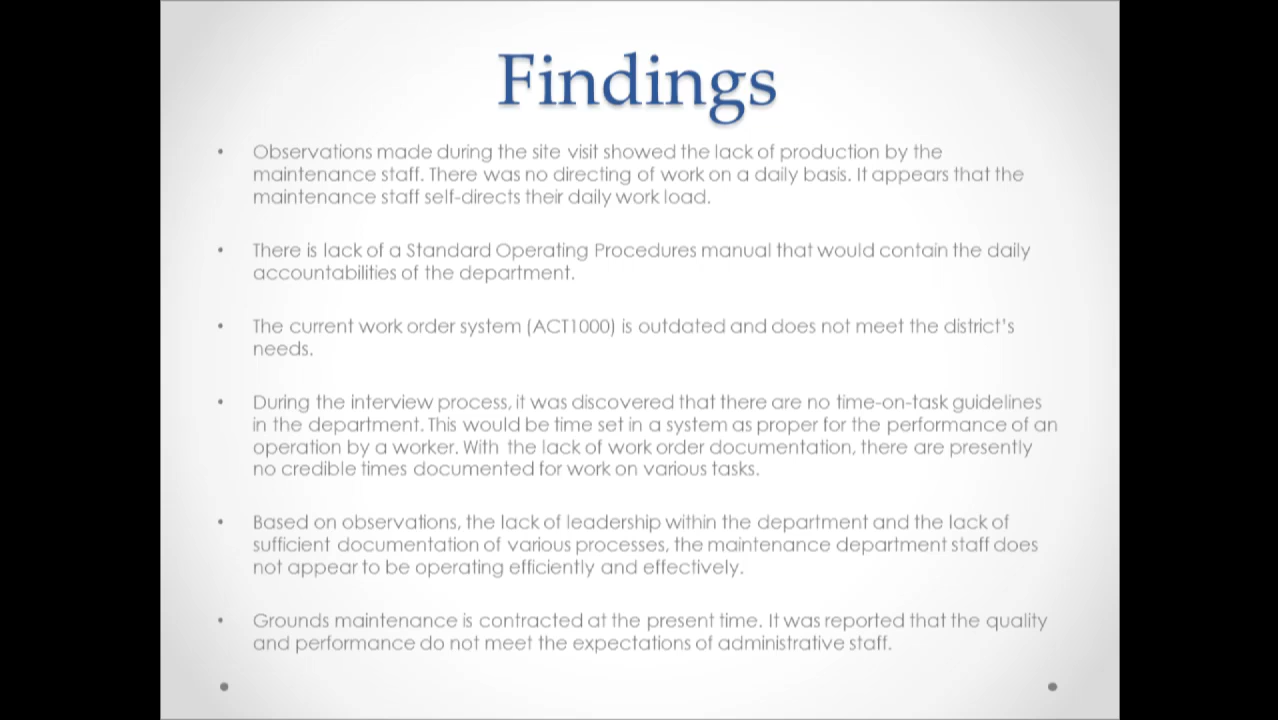 Findings
• Observations made during the site visit showed the lack of production by the
maintenance staff. There was no directing of work on a daily basis. It appears that the
maintenance staff self-directs their daily work load.
• There is lack of a Standard Operating Procedures manual that would contain the daily
accountabilities of the department.
• The current work order system (ACT1000) is outdated and does not meet the district's
needs.
• During the interview process, it was discovered that there are no time-on-task guidelines
in the department. This would be time set in a system as proper for the performance of an
operation by a worker. With the lack of work order documentation, there are presently
no credible times documented for work on various tasks.
• Based on observations, the lack of leadership within the department and the lack of
sufficient documentation of various processes, the maintenance department staff does
not appear to be operating efficiently and effectively.
• Grounds maintenance is contracted at the present time. It was reported that the quality
and performance do not meet the expectations of administrative staff.